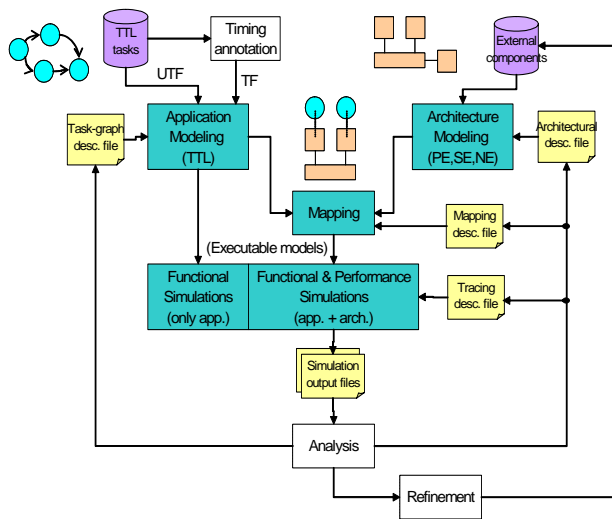 TTL
tasks
Timing
annotation
External
components
UTF
TF
Task-graph
desc. file
Application
Modeling
(TTL)
Architecture
Modeling
(PE,SE,NE)
Architectural
desc. file
Mapping
Mapping
desc. file
(Executable models)
Functional
Simulations
(only app.)
Functional & Performance
Simulations
(app. + arch.)
Tracing
desc. file
Simulation
output files
Analysis
Refinement